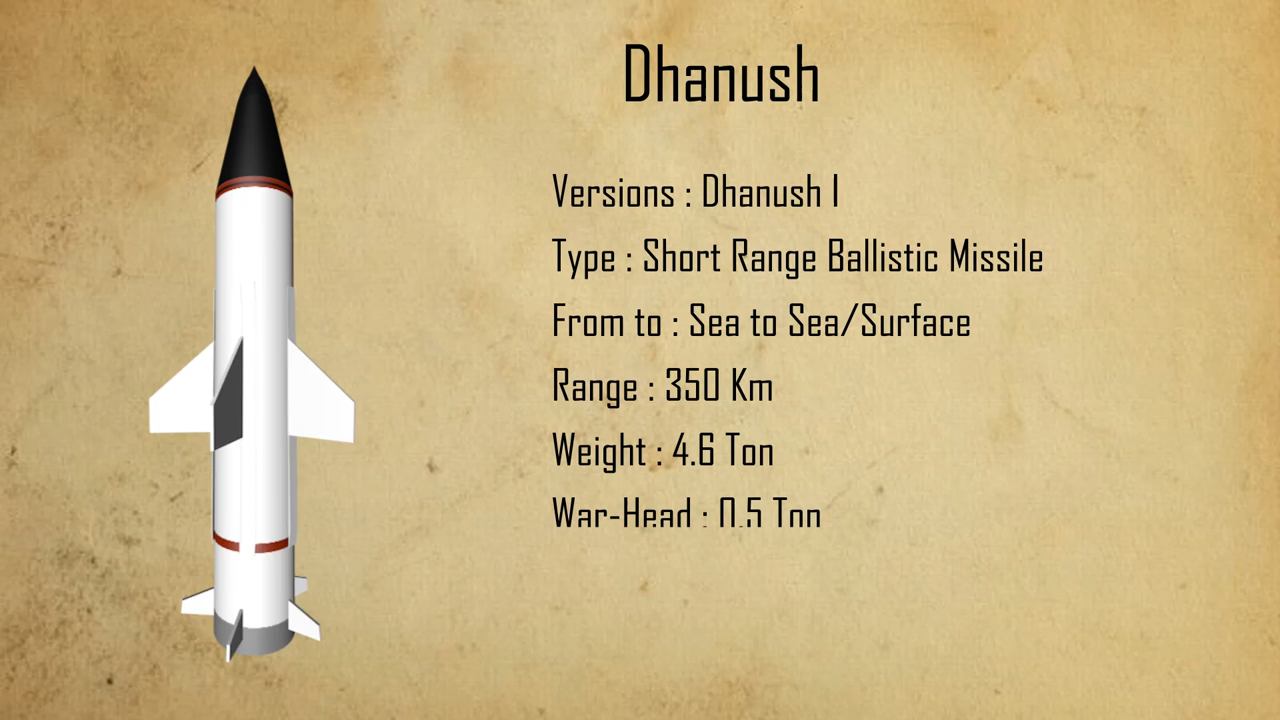 Dhanush
Versions : Dhanush I
Type : Short Range Ballistic Missile
From to : Sea to Sea/Surface
Range : 350 Km
Weight : 4.6 Ton
War-Head : 0.5 Ton